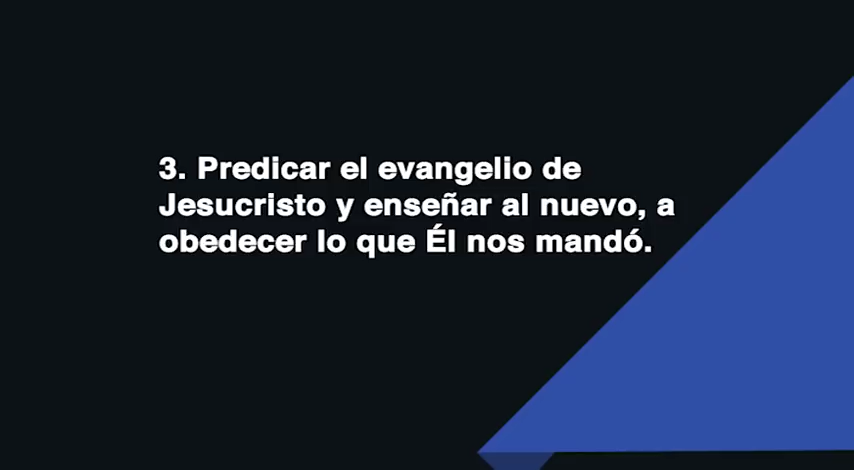 3. Predicar el evangelio de
Jesucristo y enseñar al nuevo, a
obedecer lo que Él nos mandó.